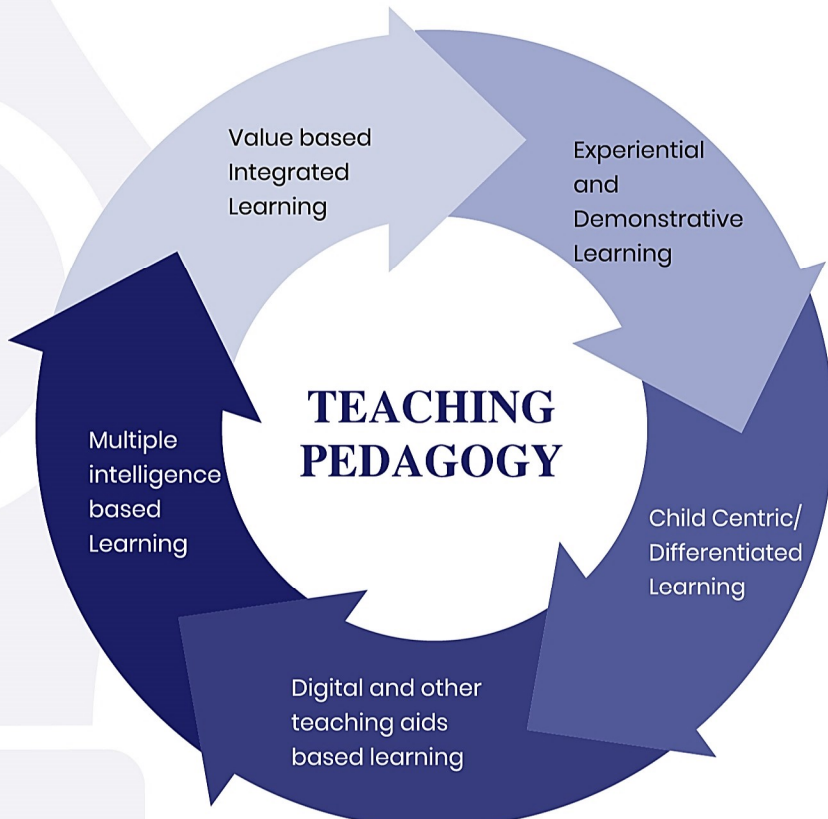 Value based
Integrated
Learning
Experiential
and
Demonstrative
Learning
TEACHING
PEDAGOGY
Multiple
intelligence
based
Learning
Child Centric/
Differentiated
Learning
Digital and other
teaching aids
based learning